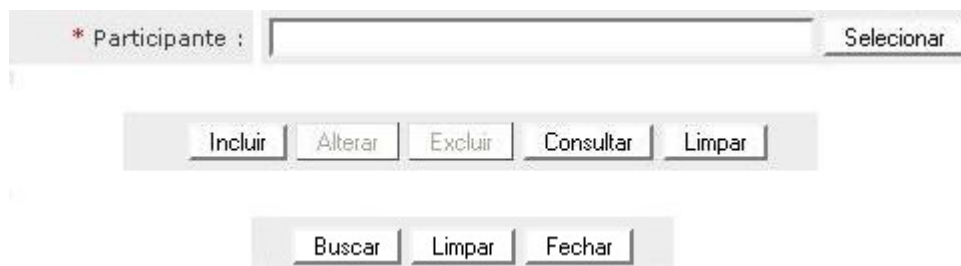 * Participante : Selecionar
Incluir Alterar Excluir Consultar Limpar
Buscar Limpar Fechar